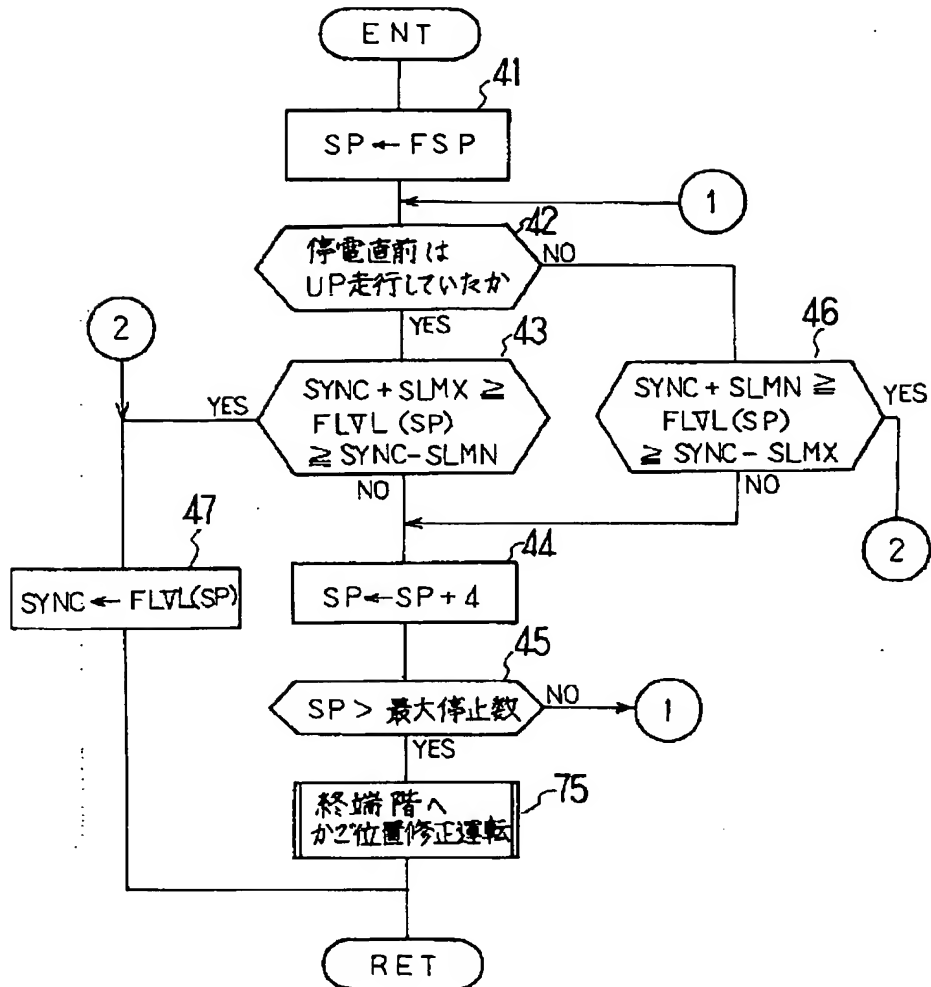 ENT
41
SP ← FSP
1
42
停電直前は
UP走行していたか
NO
YES
2
43
46
SYNC + SLMX ≧
FL∇L (SP)
≧ SYNC - SLMN
YES
NO
SYNC + SLMN ≧
FL∇L (SP)
≧ SYNC - SLMX
YES
NO
2
47
SYNC ← FL∇L(SP)
44
SP ← SP + 4
45
SP > 最大停止数
NO
1
YES
75
終端階へ
かご位置修正運転
RET